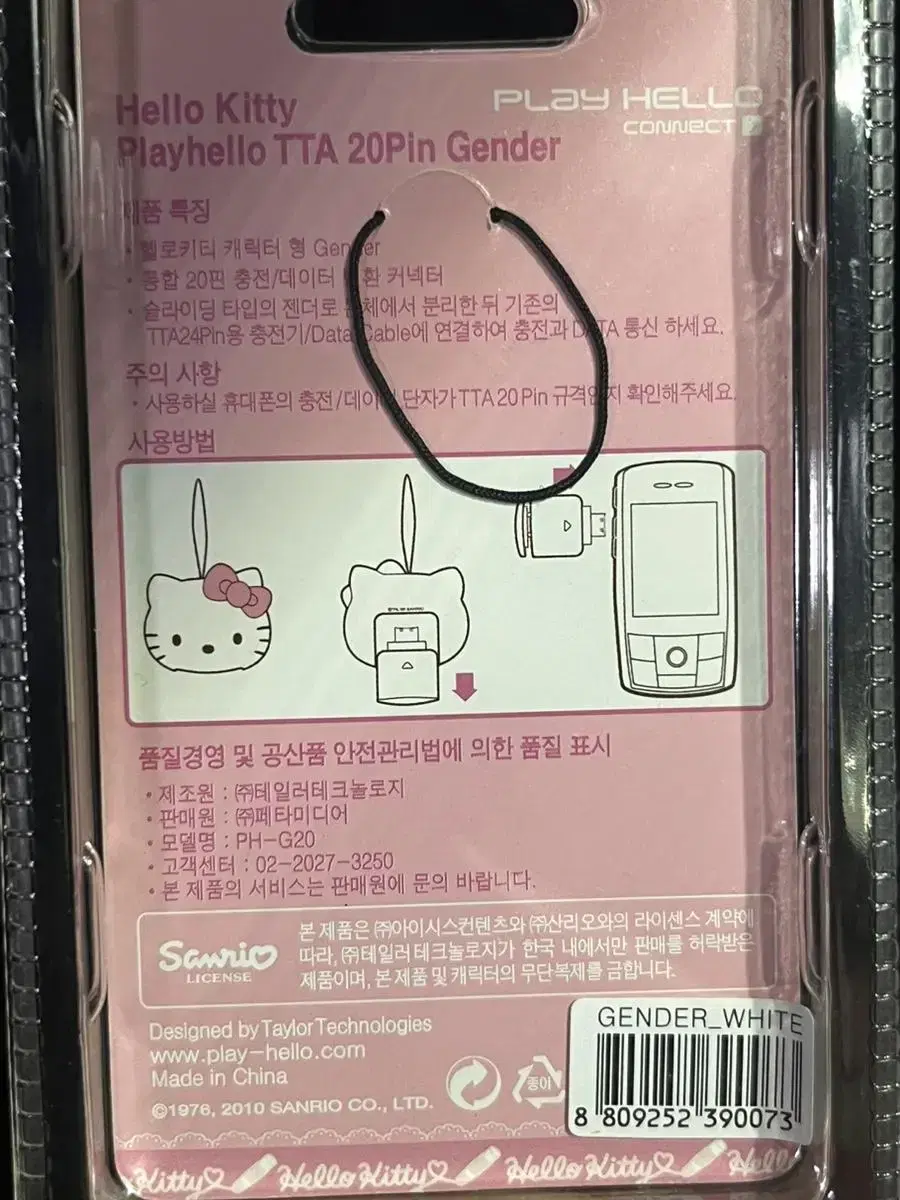 Hello Kitty
Playhello TTA 20Pin Gender
PLAY HELLO
CONNECT
제품 특징
• 헬로키티 캐릭터 형 Gender
• 통합 20핀 충전/데이터 환 커넥터
• 슬라이딩 타입의 젠더로 본체에서 분리한 뒤 기존의
TTA24Pin용 충전기/Data Cable에 연결하여 충전과 DATA 통신 하세요.
주의 사항
• 사용하실 휴대폰의 충전/데이터 단자가 TTA 20 Pin 규격인지 확인해주세요.
사용방법
품질경영 및 공산품 안전관리법에 의한 품질 표시
• 제조원 : ㈜테일러테크놀로지
• 판매원 : ㈜페타미디어
• 모델명 : PH-G20
• 고객센터 : 02-2027-3250
• 본 제품의 서비스는 판매원에 문의 바랍니다.
Sanrio
LICENSE
본 제품은 ㈜아이시스컨텐츠와 ㈜산리오와의 라이센스 계약에
따라, ㈜테일러 테크놀로지가 한국 내에서만 판매를 허락받은
제품이며, 본 제품 및 캐릭터의 무단복제를 금합니다.
Designed by Taylor Technologies
www.play-hello.com
Made in China
©1976, 2010 SANRIO CO., LTD.
종이
GENDER_WHITE
8 809252 390073
Kitty Hello Kitty Hello Kitty Hello